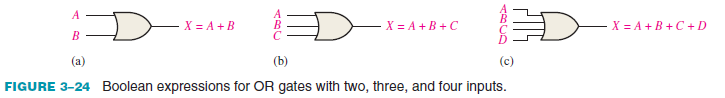 A
B
X = A + B
(a)
A
B
C
X = A + B + C
(b)
A
B
C
D
X = A + B + C + D
(c)
FIGURE 3–24 Boolean expressions for OR gates with two, three, and four inputs.